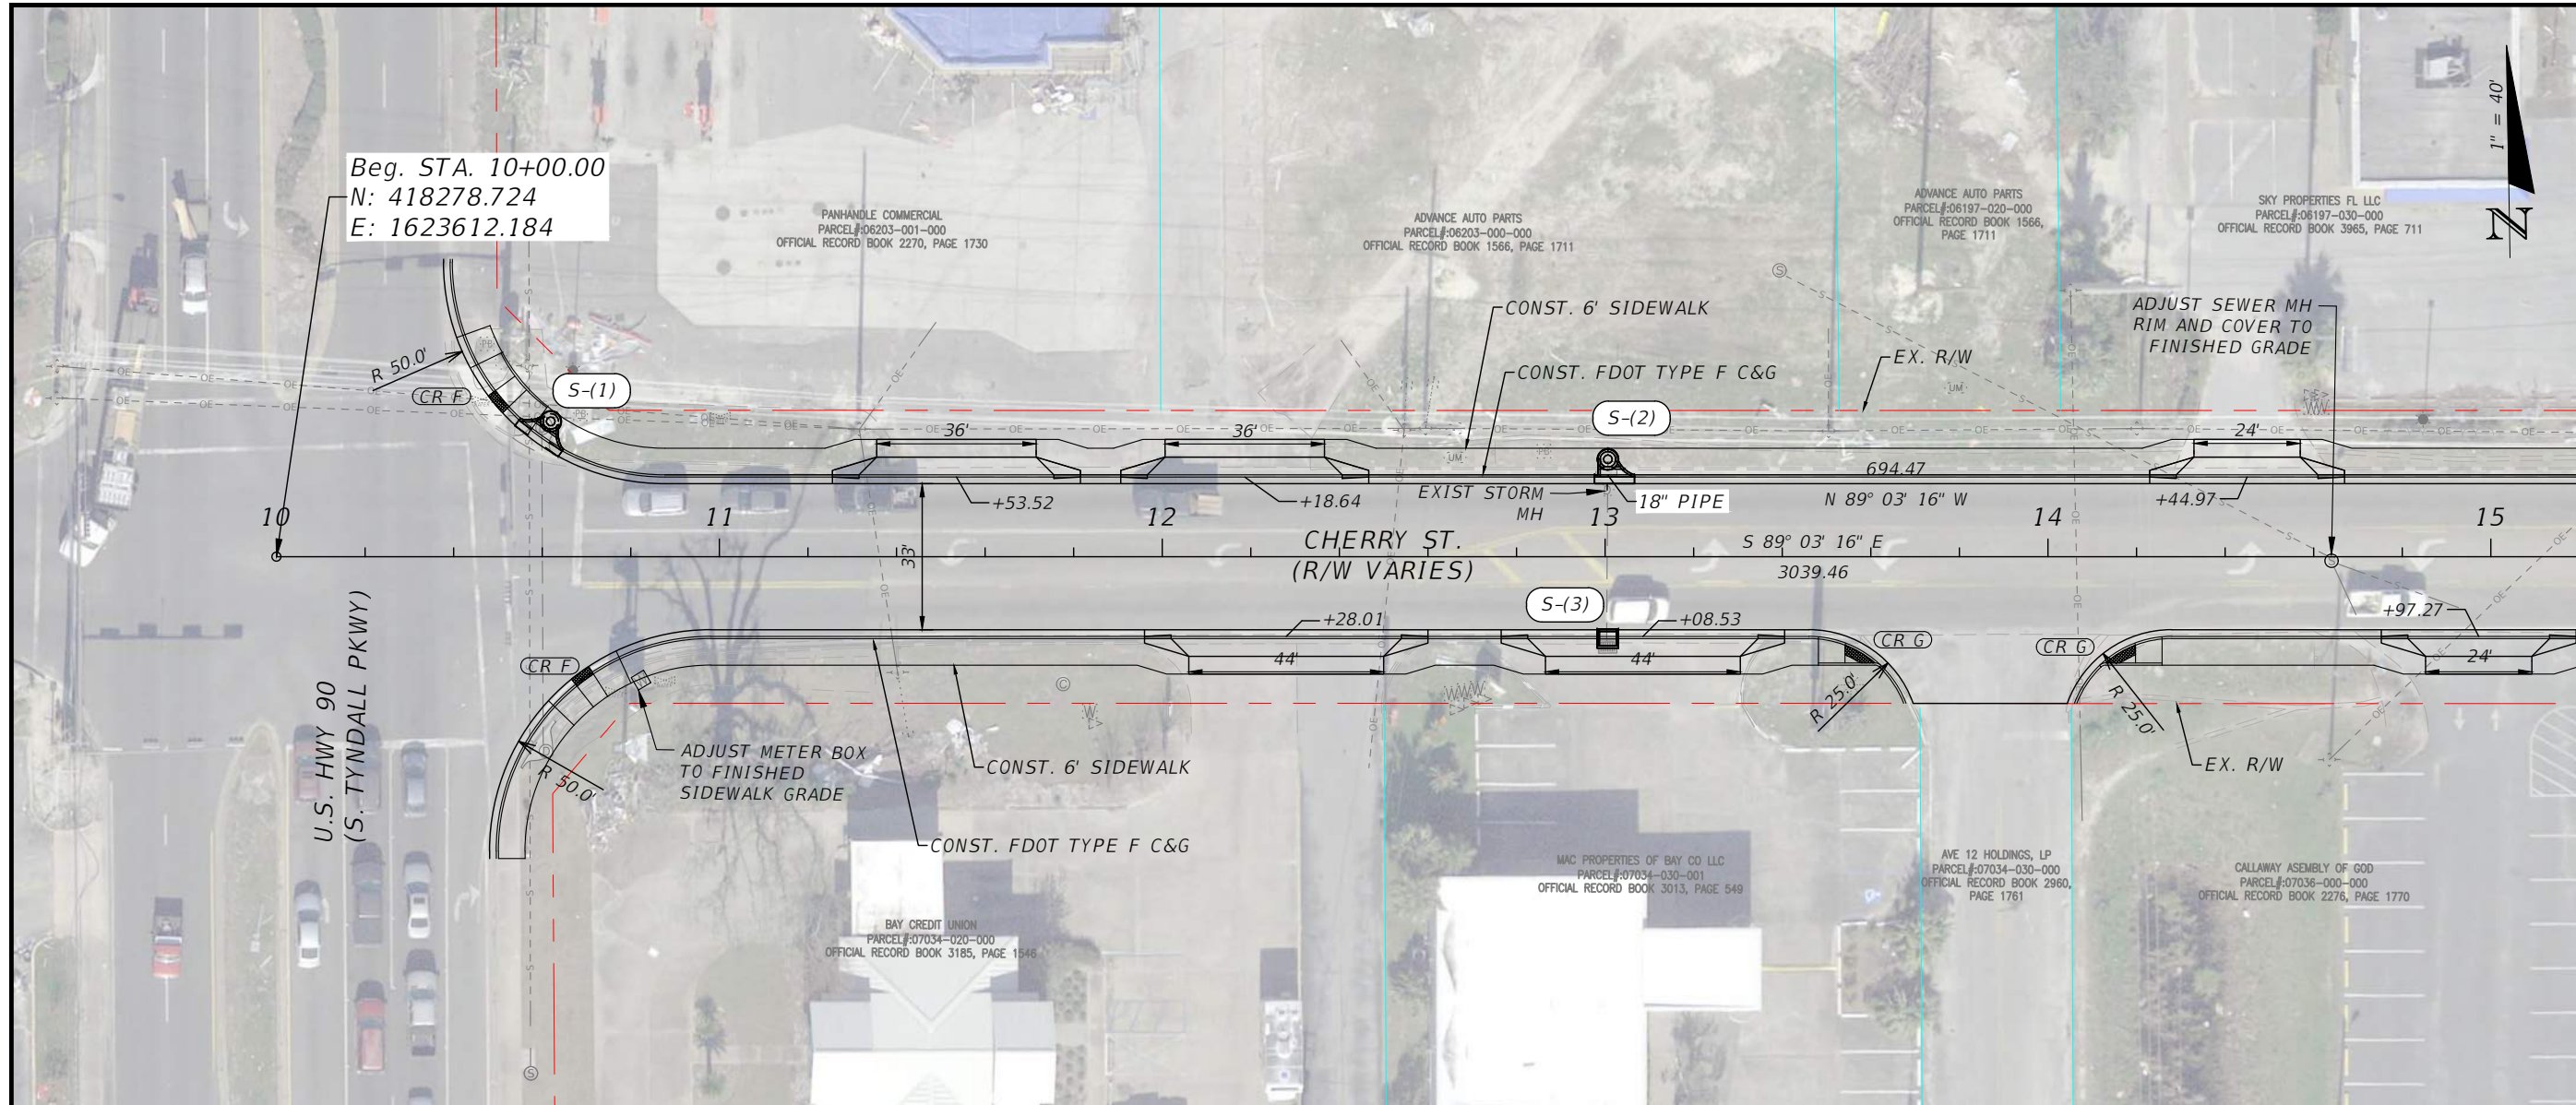 Beg. STA. 10+00.00
N: 418278.724
E: 1623612.184
1" = 40'
N
PANHANDLE COMMERCIAL
PARCEL#:06203-001-000
OFFICIAL RECORD BOOK 2270, PAGE 1730
ADVANCE AUTO PARTS
PARCEL#:06203-000-000
OFFICIAL RECORD BOOK 1566, PAGE 1711
ADVANCE AUTO PARTS
PARCEL#:06197-020-000
OFFICIAL RECORD BOOK 1566,
PAGE 1711
SKY PROPERTIES FL LLC
PARCEL#:06197-030-000
OFFICIAL RECORD BOOK 3965, PAGE 711
CONST. 6' SIDEWALK
CONST. FDOT TYPE F C&G
EX. R/W
ADJUST SEWER MH
RIM AND COVER TO
FINISHED GRADE
R 50.0'
CR F
S-(1)
S-(2)
36'
36'
24'
694.47
N 89° 03' 16" W
+53.52
+18.64
EXIST STORM
MH
18" PIPE
+44.97
10
11
12
13
14
15
33'
CHERRY ST.
(R/W VARIES)
S 89° 03' 16" E
3039.46
S-(3)
+28.01
+08.53
+97.27
44'
44'
24'
CR F
CR G
CR G
R 25.0'
R 25.0'
R 50.0'
U.S. HWY 90
(S. TYNDALL PKWY)
ADJUST METER BOX
TO FINISHED
SIDEWALK GRADE
CONST. 6' SIDEWALK
CONST. FDOT TYPE F C&G
EX. R/W
BAY CREDIT UNION
PARCEL#:07034-020-000
OFFICIAL RECORD BOOK 3185, PAGE 1546
MAC PROPERTIES OF BAY CO LLC
PARCEL#:07034-030-001
OFFICIAL RECORD BOOK 3013, PAGE 549
AVE 12 HOLDINGS, LP
PARCEL#:07034-030-000
OFFICIAL RECORD BOOK 2960,
PAGE 1761
CALLAWAY ASEMBLY OF GOD
PARCEL#:07036-000-000
OFFICIAL RECORD BOOK 2276, PAGE 1770